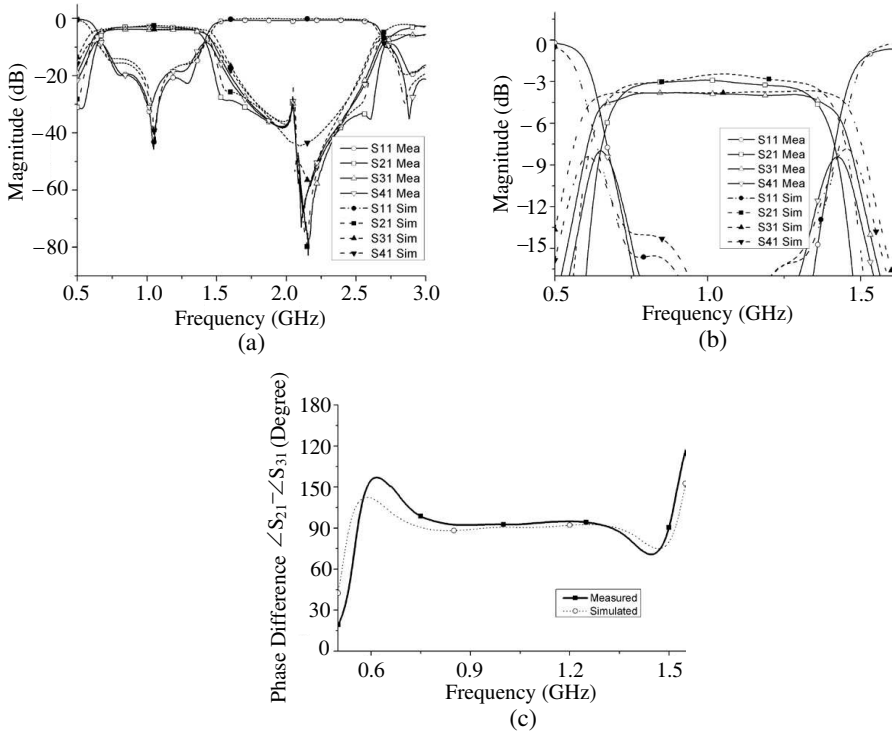 0
−20
−40
−60
−80
Magnitude (dB)
S11 Mea
S21 Mea
S31 Mea
S41 Mea
S11 Sim
S21 Sim
S31 Sim
S41 Sim
0.5 1.0 1.5 2.0 2.5 3.0
Frequency (GHz)
(a)
0
−3
−6
−9
−12
−15
Magnitude (dB)
S11 Mea
S21 Mea
S31 Mea
S41 Mea
S11 Sim
S21 Sim
S31 Sim
S41 Sim
0.5 1.0 1.5
Frequency (GHz)
(b)
180
120
150
90
60
30
0
Phase Difference ∠S21−∠S31 (Degree)
Measured
Simulated
0.6 0.9 1.2 1.5
Frequency (GHz)
(c)